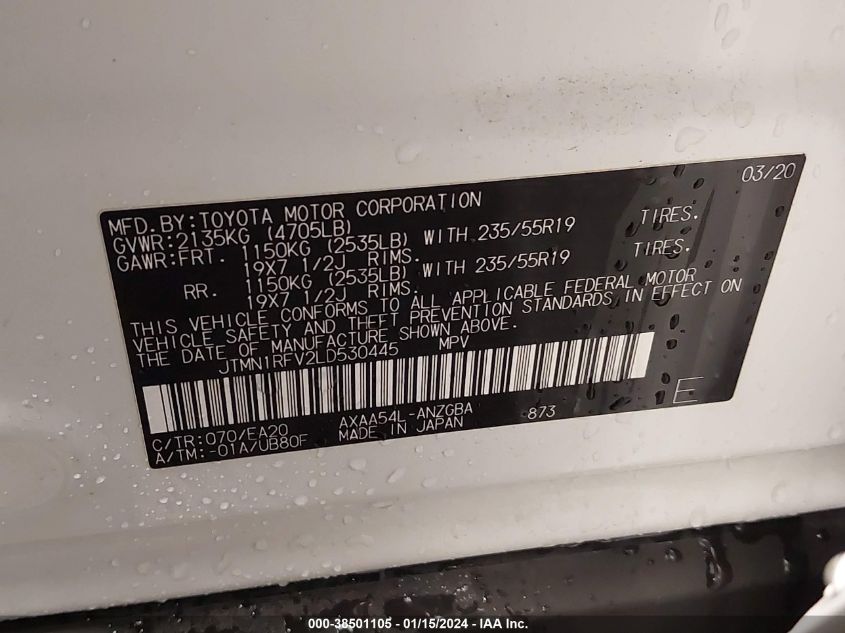 03/20
MFD.BY:TOYOTA MOTOR CORPORATION
GVWR:2135KG (4705LB)
GAWR:FRT. 1150KG (2535LB) WITH 235/55R19 TIRES.
19X7 1/2J RIMS.
RR. 1150KG (2535LB) WITH 235/55R19 TIRES.
19X7 1/2J RIMS.
THIS VEHICLE CONFORMS TO ALL APPLICABLE FEDERAL MOTOR
VEHICLE SAFETY AND THEFT PREVENTION STANDARDS IN EFFECT ON
THE DATE OF MANUFACTURE SHOWN ABOVE.
JTMN1RFV2LD530445 MPV
C/TR:070/EA20 AXAA54L-ANZGBA 873 E
A/TM:-01A/UB80F MADE IN JAPAN
000-38501105 - 01/15/2024 - IAA Inc.